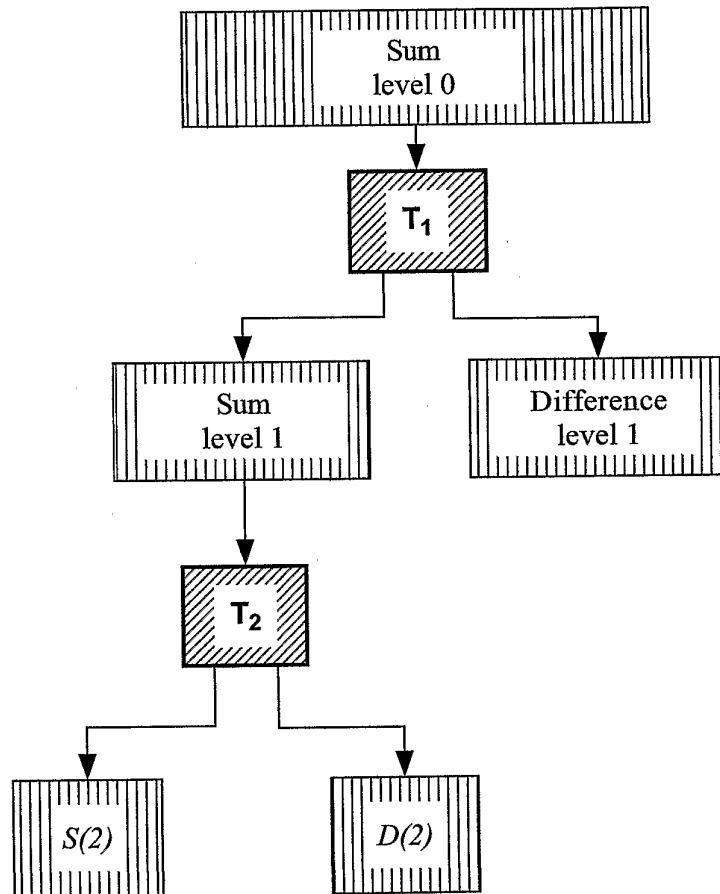 Sum
level 0
T₁
Sum
level 1
Difference
level 1
T₂
S(2)
D(2)